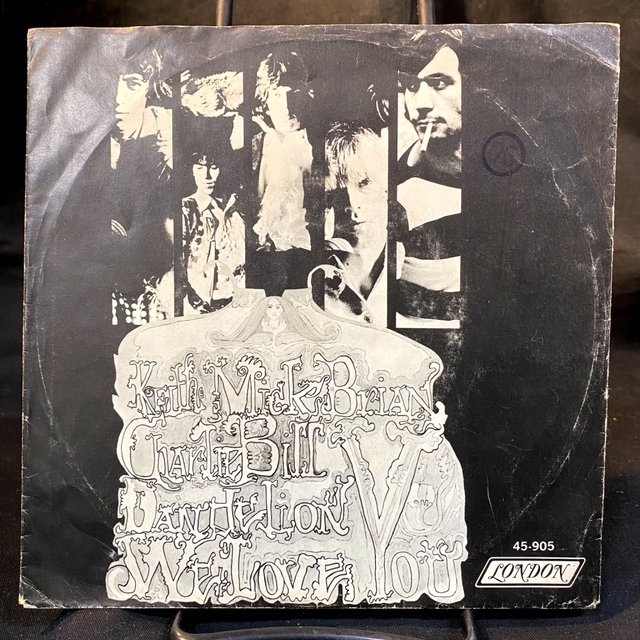 Keith Mick Brian
Charlie Bill
Dandelion
We Love You
45-905
LONDON